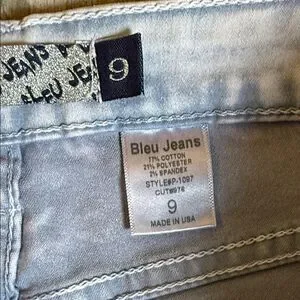 JEANS
BLEU JEANS
9
Bleu Jeans
77% COTTON
21% POLYESTER
2% SPANDEX
STYLE#P-1097
CUT#976
9
MADE IN USA